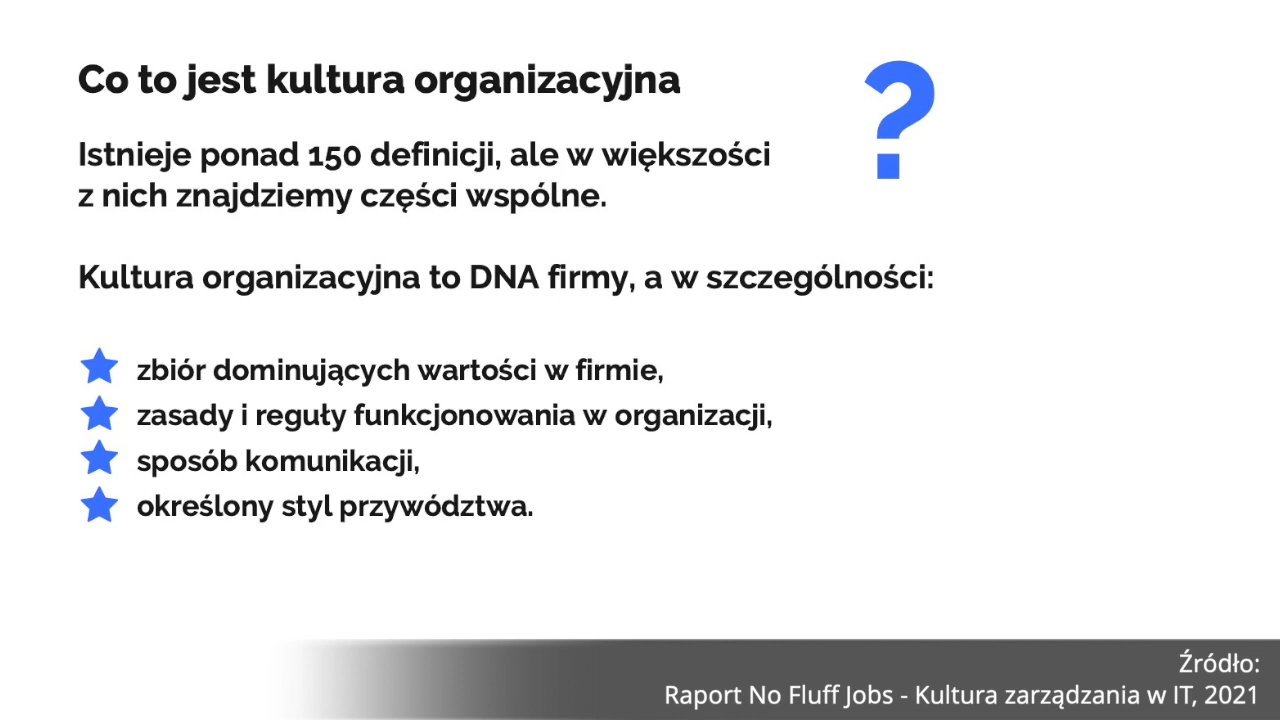 Co to jest kultura organizacyjna
?
Istnieje ponad 150 definicji, ale w większości
z nich znajdziemy części wspólne.
Kultura organizacyjna to DNA firmy, a w szczególności:
zbiór dominujących wartości w firmie,
zasady i reguły funkcjonowania w organizacji,
sposób komunikacji,
określony styl przywództwa.
Źródło:
Raport No Fluff Jobs - Kultura zarządzania w IT, 2021